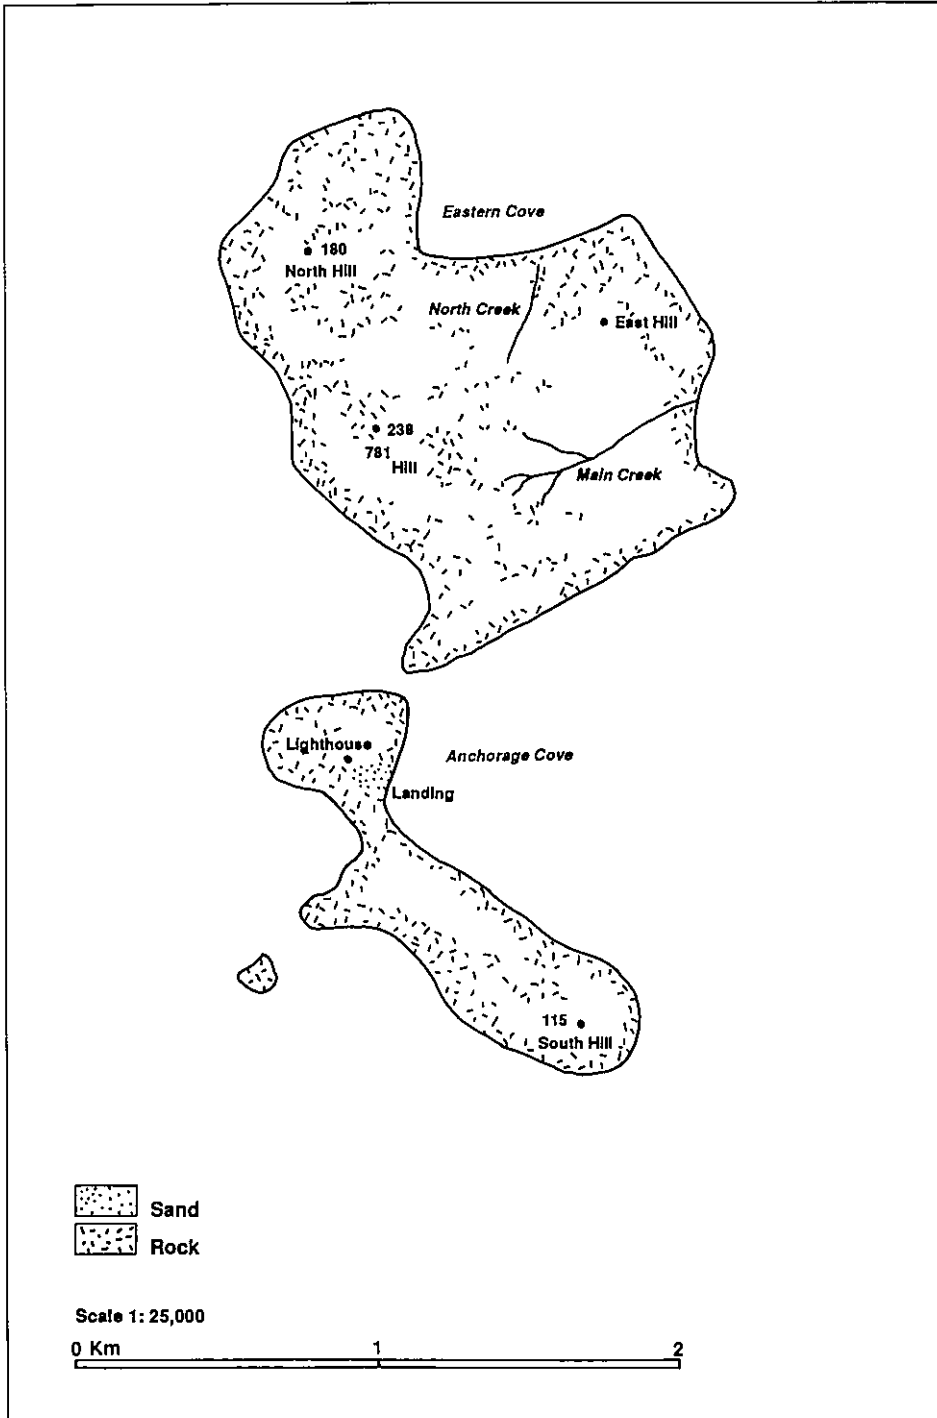 Eastern Cove
180
North Hill
North Creek
East Hill
238
781
Hill
Main Creek
Lighthouse
Anchorage Cove
Landing
115
South Hill
Sand
Rock
Scale 1: 25,000
0 Km 1 2